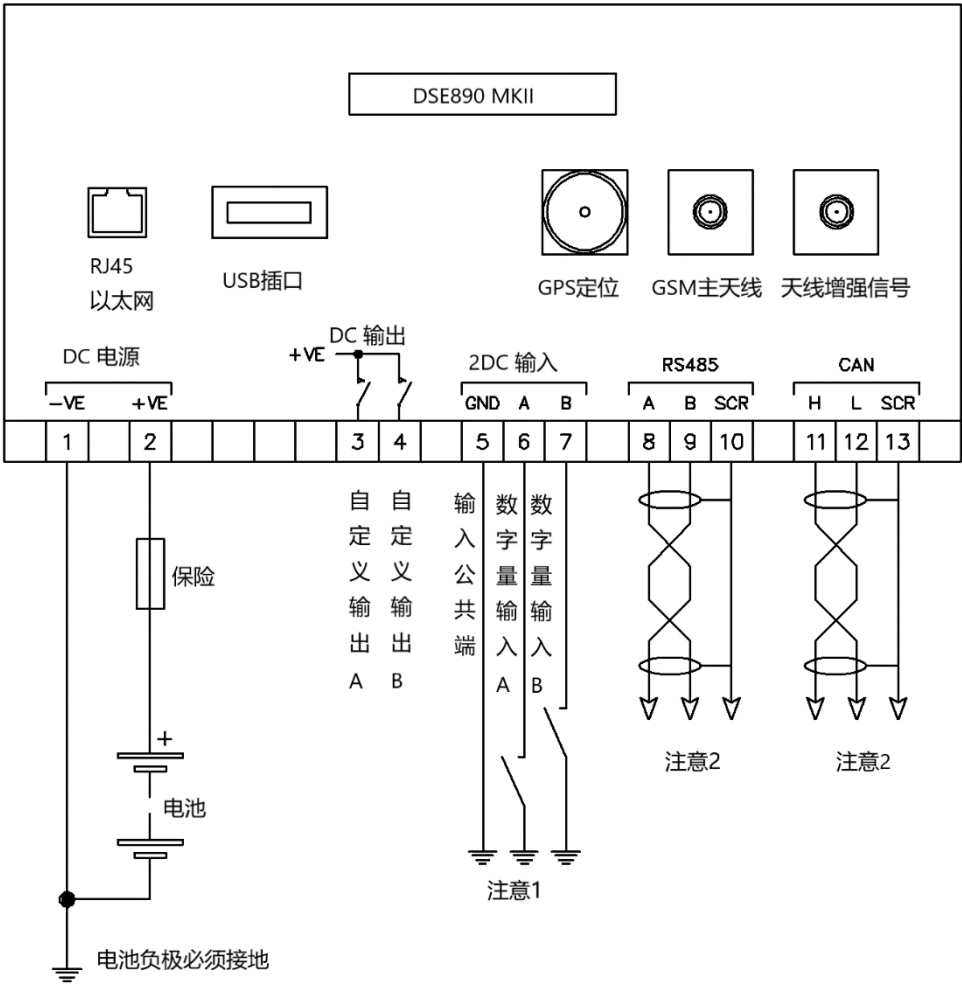 DSE890 MKII
RJ45
以太网
USB插口
GPS定位
GSM主天线
天线增强信号
DC 电源
DC 输出
+VE
2DC 输入
RS485
CAN
−VE
+VE
GND
A
B
A
B
SCR
H
L
SCR
1
2
3
4
5
6
7
8
9
10
11
12
13
自定义输出A
自定义输出B
输入公共端
数字量输入A
数字量输入B
保险
+
电池
注意1
注意2
注意2
电池负极必须接地